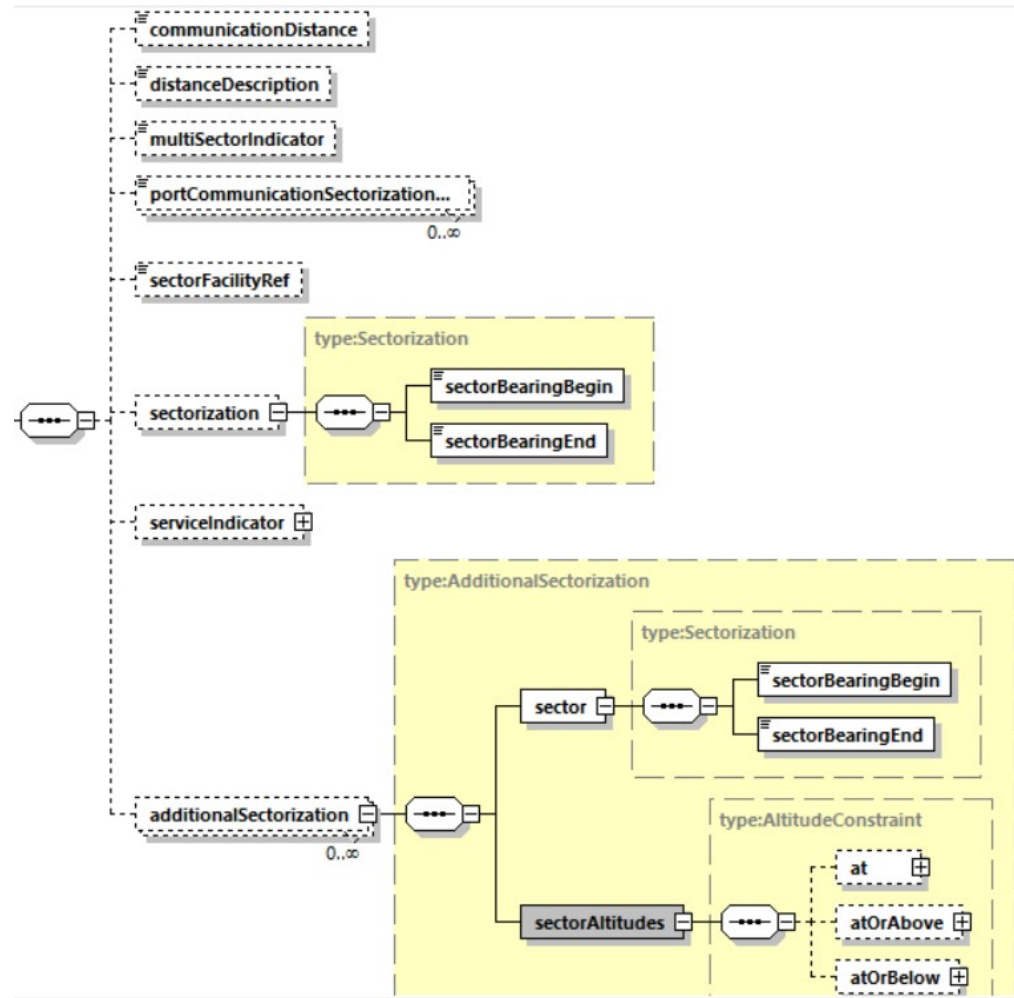 communicationDistance
distanceDescription
multiSectorIndicator
portCommunicationSectorization...
0..∞
sectorFacilityRef
type:Sectorization
sectorBearingBegin
sectorization
sectorBearingEnd
serviceIndicator
type:AdditionalSectorization
type:Sectorization
sectorBearingBegin
sector
sectorBearingEnd
additionalSectorization
0..∞
type:AltitudeConstraint
at
sectorAltitudes
atOrAbove
atOrBelow